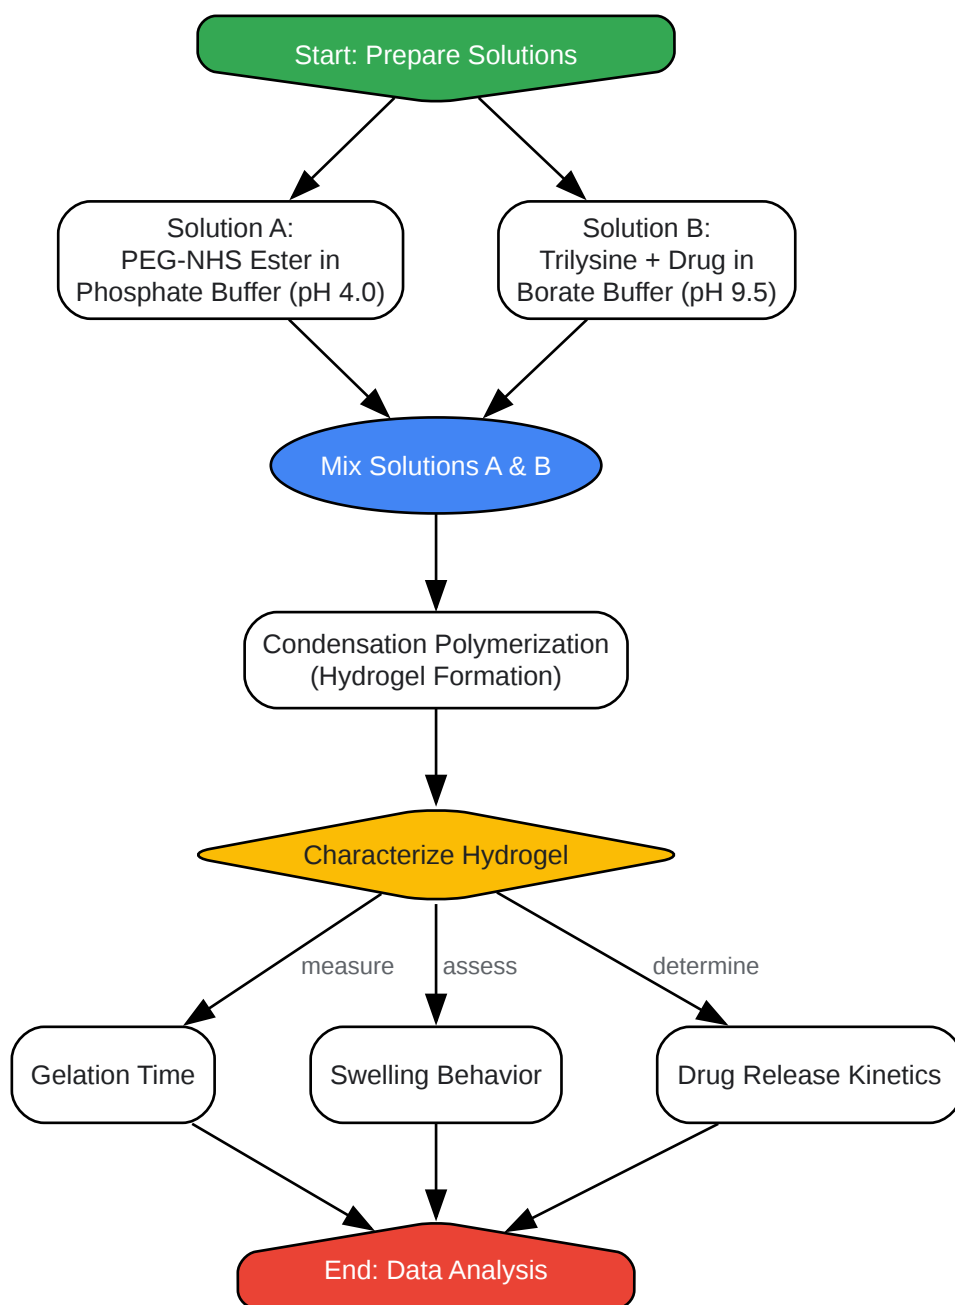 Start: Prepare Solutions
Solution A:
PEG-NHS Ester in
Phosphate Buffer (pH 4.0)
Solution B:
Trilysine + Drug in
Borate Buffer (pH 9.5)
Mix Solutions A & B
Condensation Polymerization
(Hydrogel Formation)
Characterize Hydrogel
measure
assess
determine
Gelation Time
Swelling Behavior
Drug Release Kinetics
End: Data Analysis